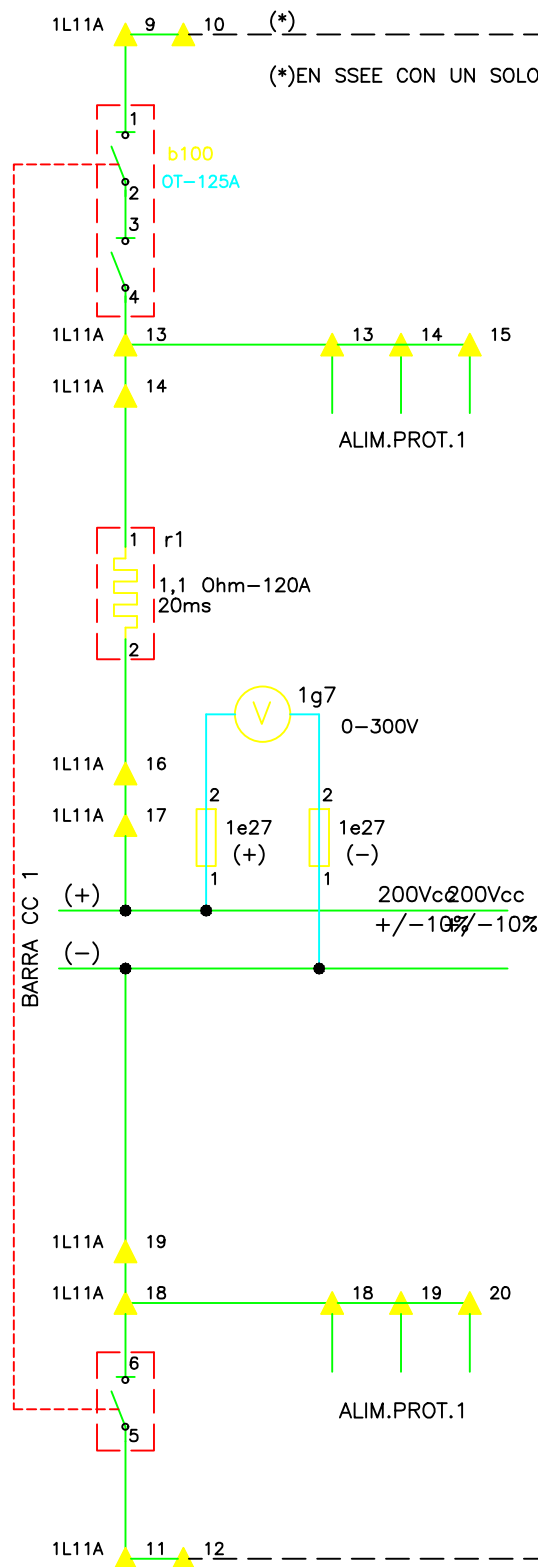 1L11A 9 10 (*)
(*)EN SSEE CON UN SOLO
1
b100
OT-125A
2
3
4
1L11A 13 13 14 15
1L11A 14
ALIM.PROT.1
1 r1
1,1 Ohm-120A
20ms
2
1g7
V
0-300V
1L11A 16
2 2
1L11A 17 1e27 1e27
(+) (-)
1 1
(+) 200Vcc 200Vcc
+/-10% +/-10%
(-)
BARRA CC 1
1L11A 19
1L11A 18 18 19 20
6
5
ALIM.PROT.1
1L11A 11 12